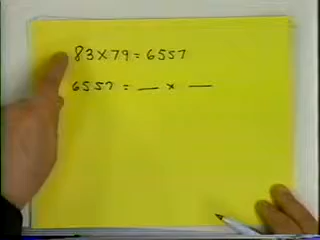 83×79=6557
6557 = __ × __